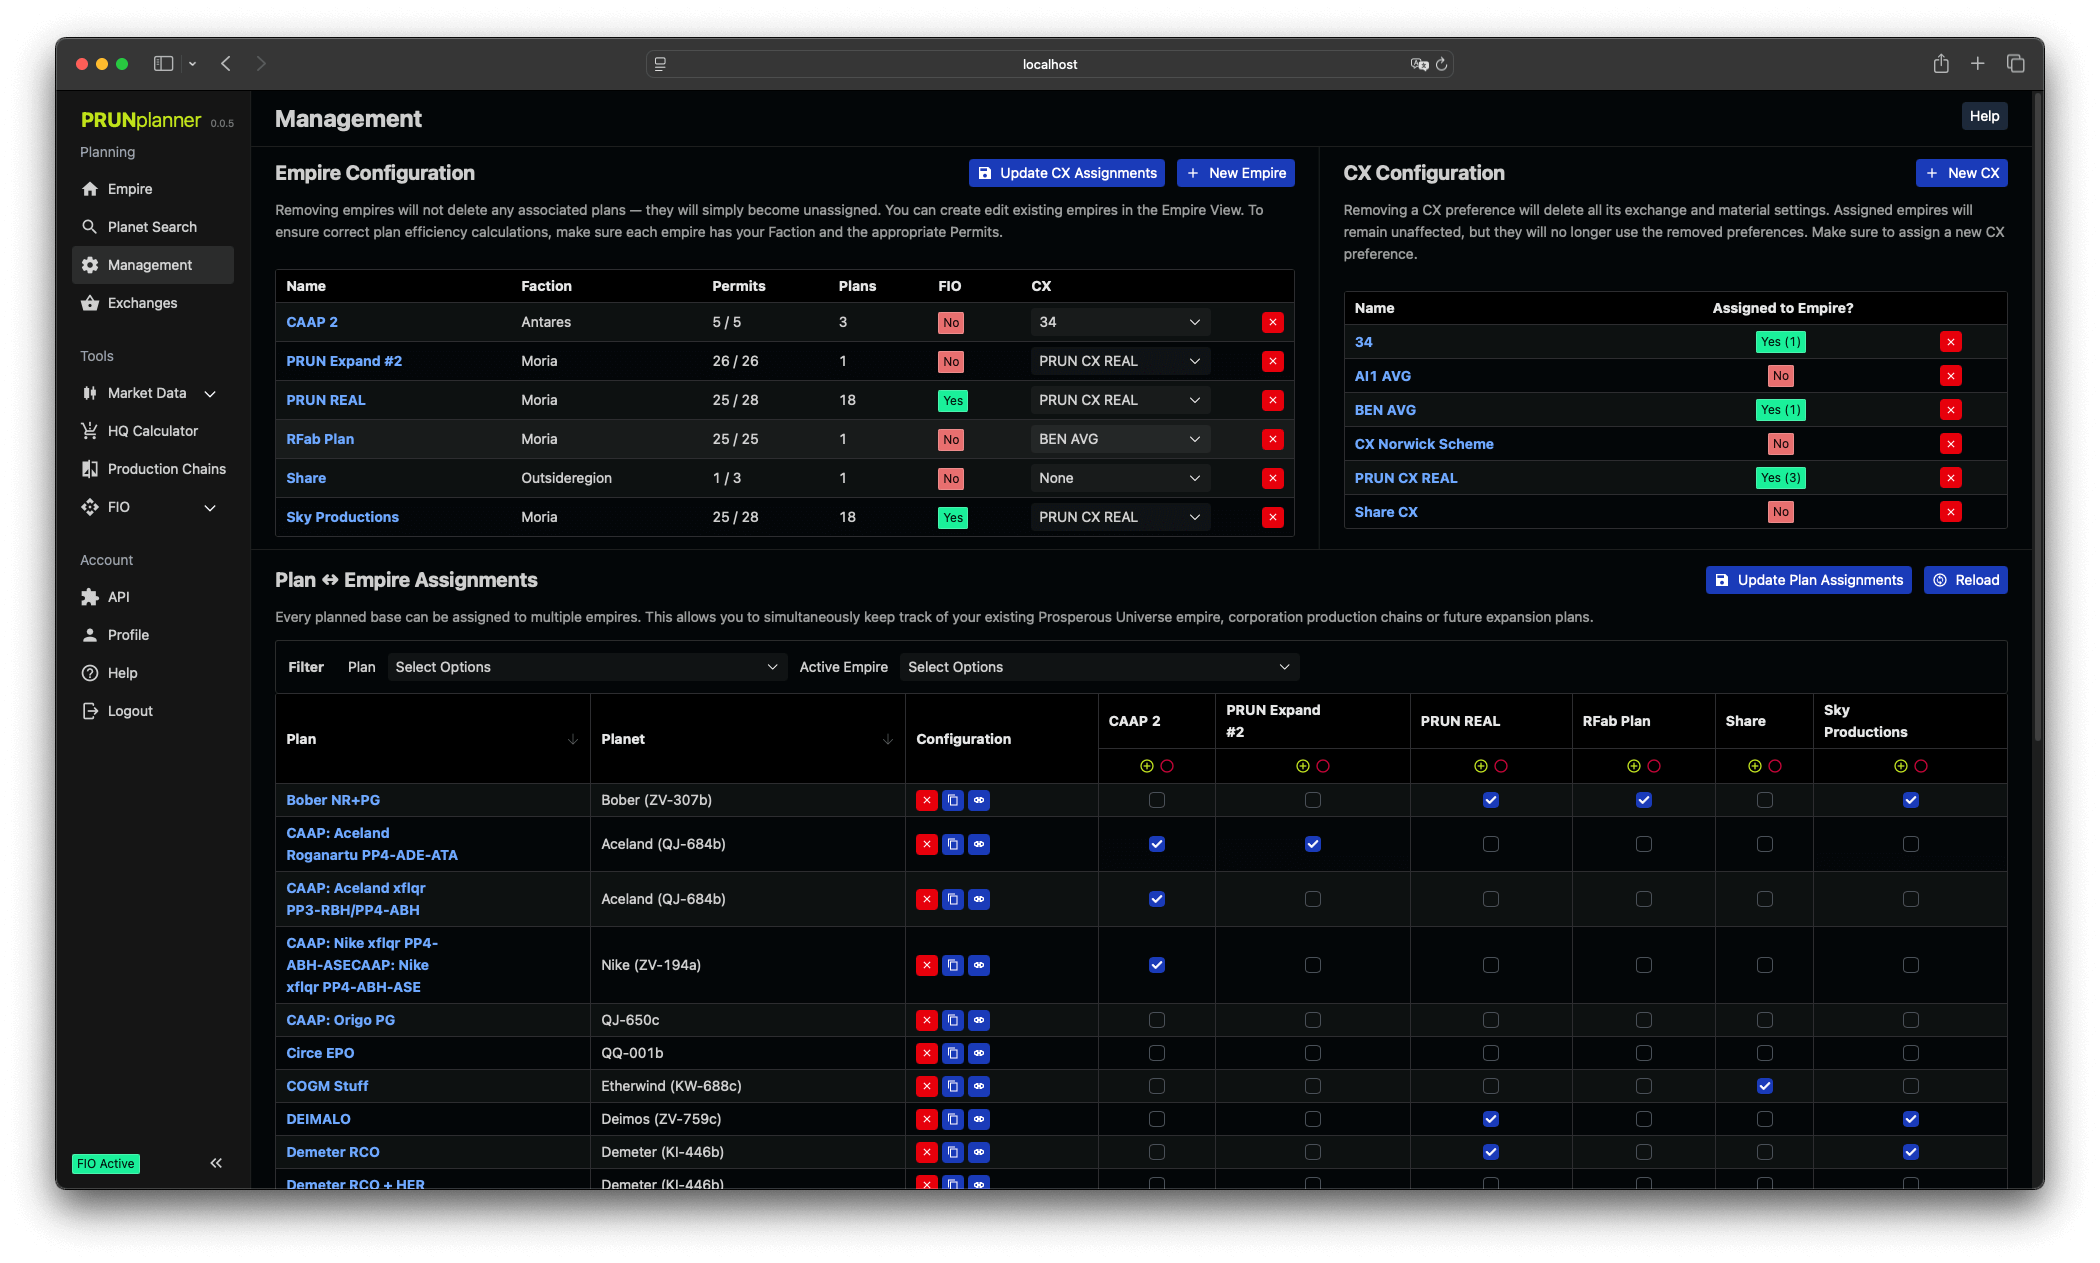 localhost
PRUNplanner 0.0.5
Planning
Empire
Planet Search
Management
Exchanges
Tools
Market Data
HQ Calculator
Production Chains
FIO
Account
API
Profile
Help
Logout
FIO Active
Management
Help
Empire Configuration
Update CX Assignments
New Empire
Removing empires will not delete any associated plans — they will simply become unassigned. You can create edit existing empires in the Empire View. To
ensure correct plan efficiency calculations, make sure each empire has your Faction and the appropriate Permits.
Name Faction Permits Plans FIO CX
CAAP 2 Antares 5 / 5 3 No 34
PRUN Expand #2 Moria 26 / 26 1 No PRUN CX REAL
PRUN REAL Moria 25 / 28 18 Yes PRUN CX REAL
RFab Plan Moria 25 / 25 1 No BEN AVG
Share Outsideregion 1 / 3 1 No None
Sky Productions Moria 25 / 28 18 Yes PRUN CX REAL
CX Configuration
New CX
Removing a CX preference will delete all its exchange and material settings. Assigned empires will
remain unaffected, but they will no longer use the removed preferences. Make sure to assign a new CX
preference.
Name Assigned to Empire?
34 Yes (1)
AI1 AVG No
BEN AVG Yes (1)
CX Norwick Scheme No
PRUN CX REAL Yes (3)
Share CX No
Plan ↔ Empire Assignments
Update Plan Assignments
Reload
Every planned base can be assigned to multiple empires. This allows you to simultaneously keep track of your existing Prosperous Universe empire, corporation production chains or future expansion plans.
Filter Plan Select Options Active Empire Select Options
Plan Planet Configuration
CAAP 2
PRUN Expand
#2
PRUN REAL
RFab Plan
Share
Sky
Productions
Bober NR+PG Bober (ZV-307b)
CAAP: Aceland
Roganartu PP4-ADE-ATA
Aceland (QJ-684b)
CAAP: Aceland xflqr
PP3-RBH/PP4-ABH
Aceland (QJ-684b)
CAAP: Nike xflqr PP4-
ABH-ASECAAP: Nike
xflqr PP4-ABH-ASE
Nike (ZV-194a)
CAAP: Origo PG QJ-650c
Circe EPO QQ-001b
COGM Stuff Etherwind (KW-688c)
DEIMALO Deimos (ZV-759c)
Demeter RCO Demeter (KI-446b)
Demeter RCO + HER Demeter (KI-446b)